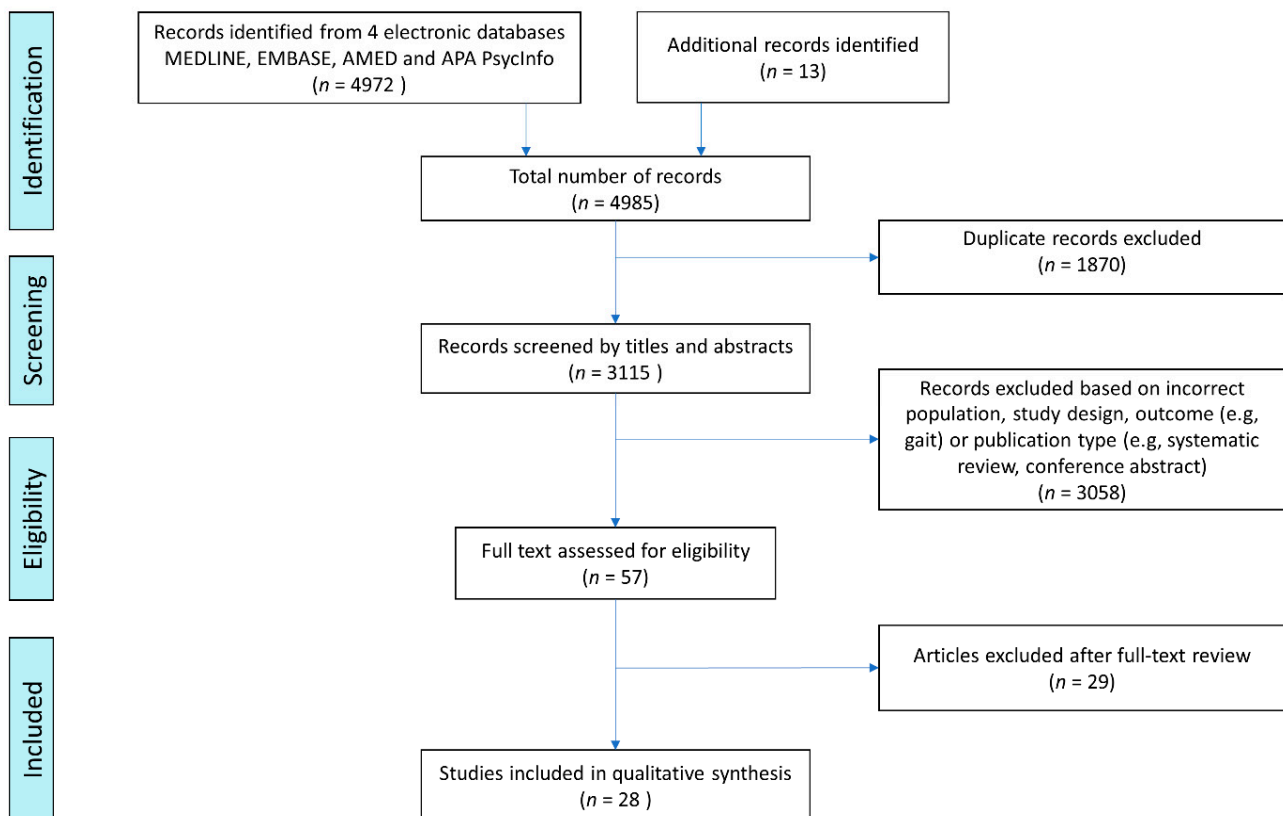 Identification
Records identified from 4 electronic databases
MEDLINE, EMBASE, AMED and APA PsycInfo
(n = 4972 )
Additional records identified
(n = 13)
Total number of records
(n = 4985)
Duplicate records excluded
(n = 1870)
Screening
Records screened by titles and abstracts
(n = 3115 )
Records excluded based on incorrect
population, study design, outcome (e.g,
gait) or publication type (e.g, systematic
review, conference abstract)
(n = 3058)
Eligibility
Full text assessed for eligibility
(n = 57)
Articles excluded after full-text review
(n = 29)
Included
Studies included in qualitative synthesis
(n = 28 )